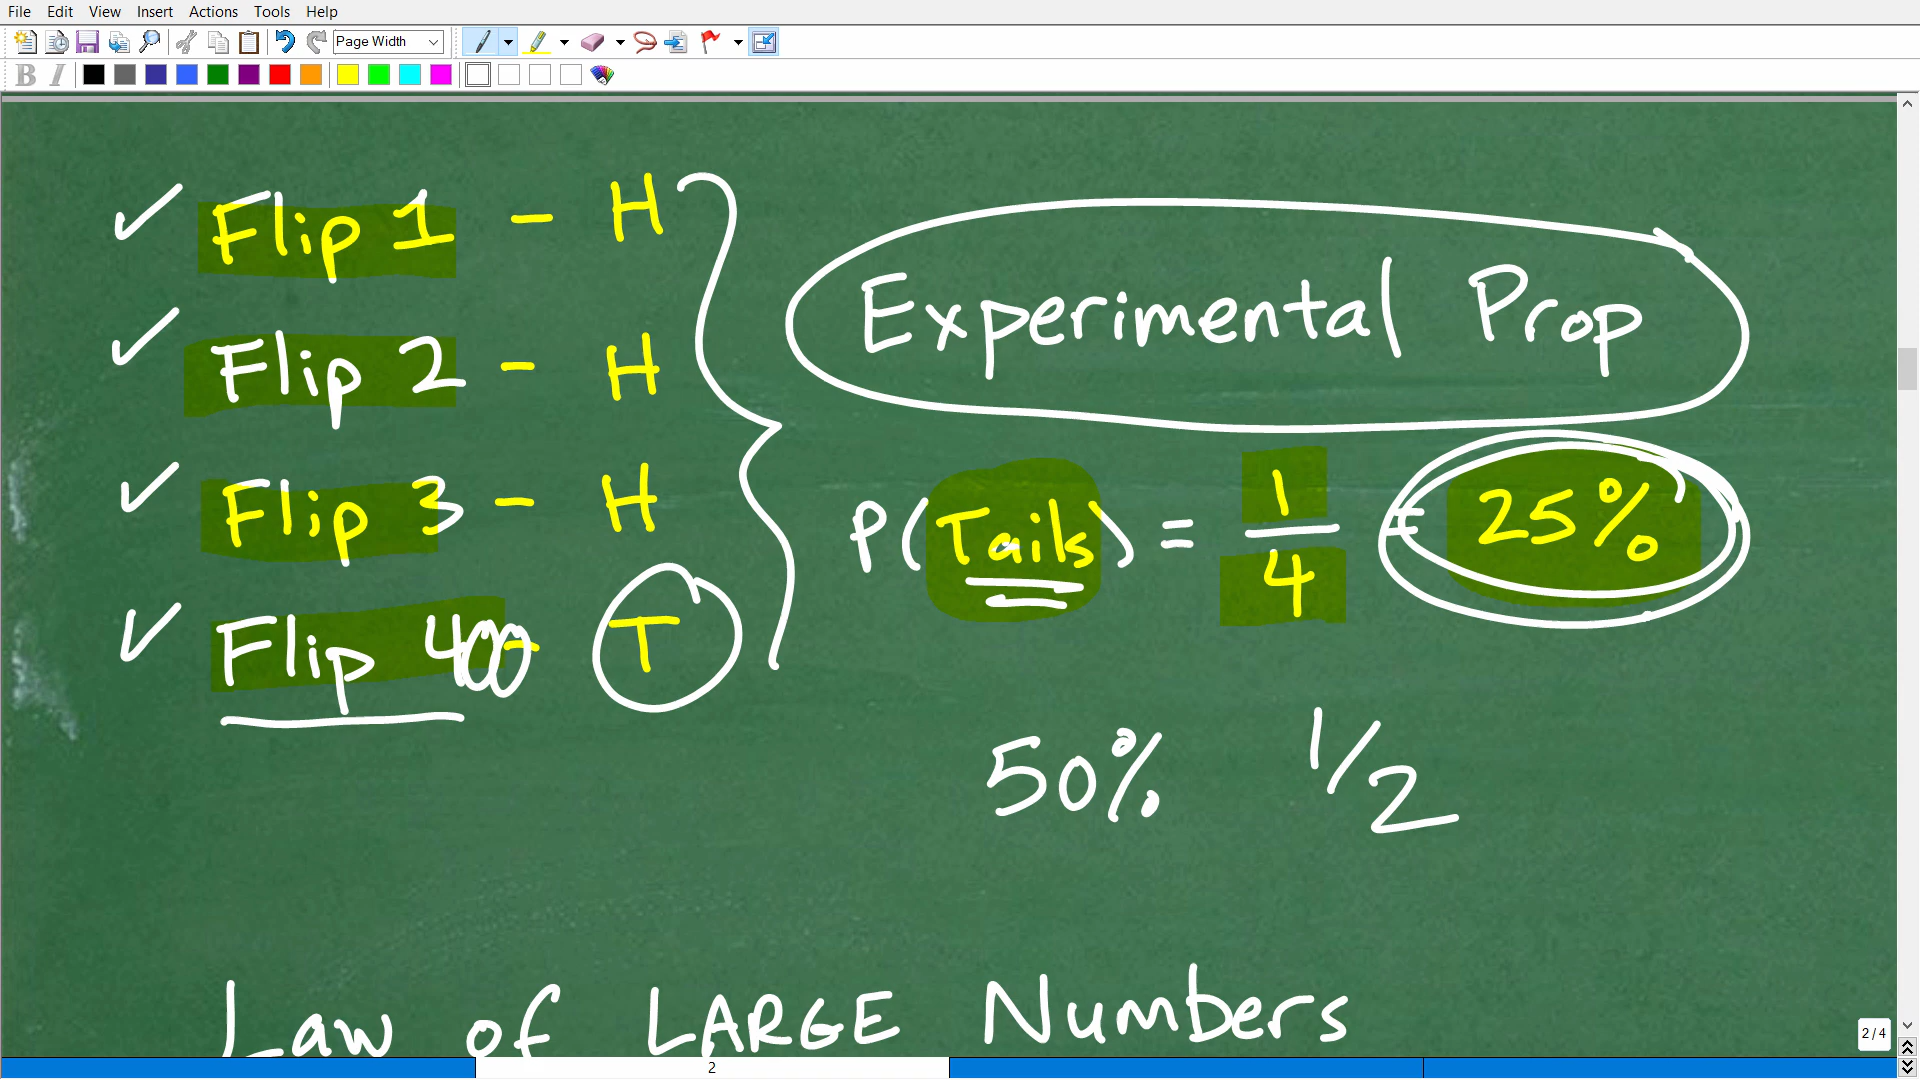 File Edit View Insert Actions Tools Help
Page Width
B I
Flip 1 - H
Flip 2 - H
Flip 3 - H
Flip 400 - T
Experimental Prop
P(Tails) = 1/4 = 25%
50% 1/2
Law of LARGE Numbers
2 / 4
2